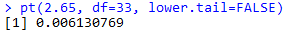 > pt(2.65, df=33, lower.tail=FALSE)
[1] 0.006130769